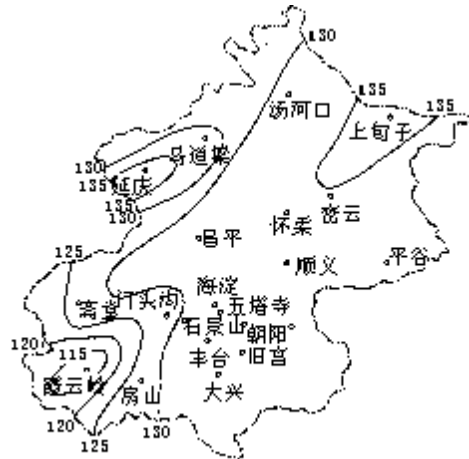 130
135
135
汤河口
上甸子
马道梁
130
135
延庆
135
130
密云
怀柔
昌平
顺义
平谷
125
海淀
斋堂
门头沟
五塔寺
石景山
朝阳
120
115
丰台
旧宫
霞云岭
大兴
房山
120
125
130